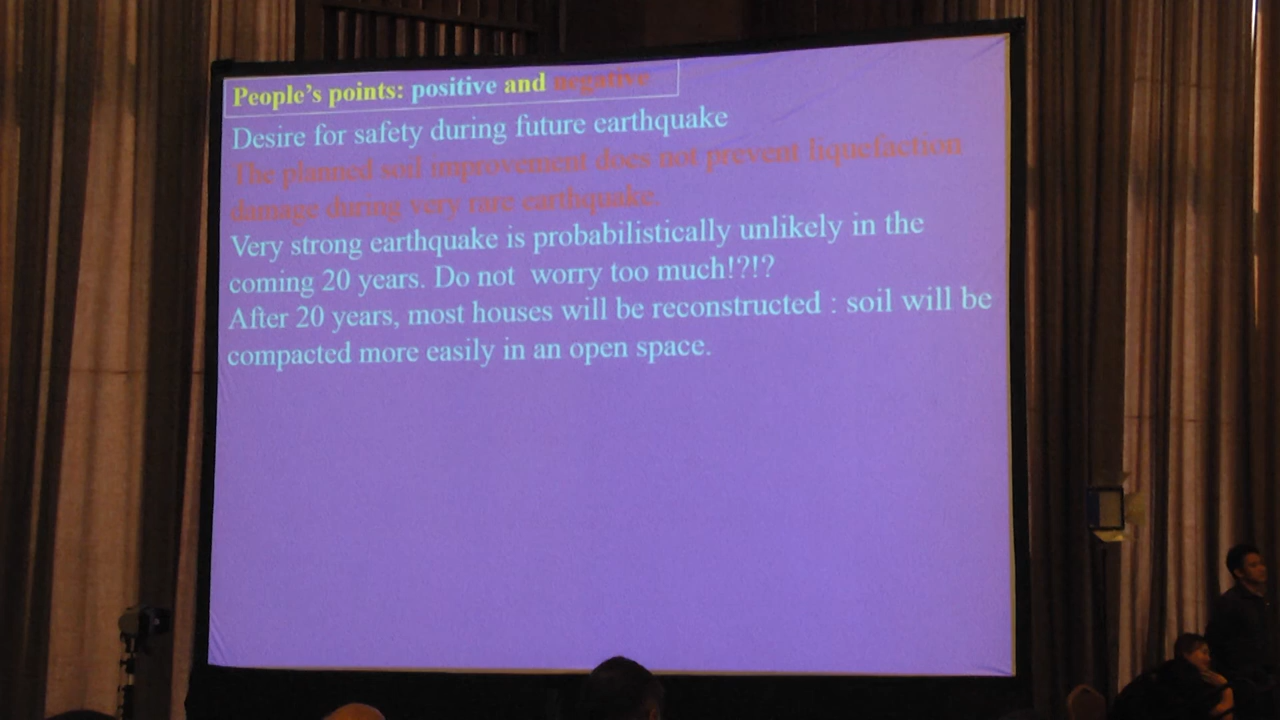 People's points: positive and negative
Desire for safety during future earthquake
The planned soil improvement does not prevent liquefaction
damage during very rare earthquake.
Very strong earthquake is probabilistically unlikely in the
coming 20 years. Do not worry too much!?!?
After 20 years, most houses will be reconstructed : soil will be
compacted more easily in an open space.